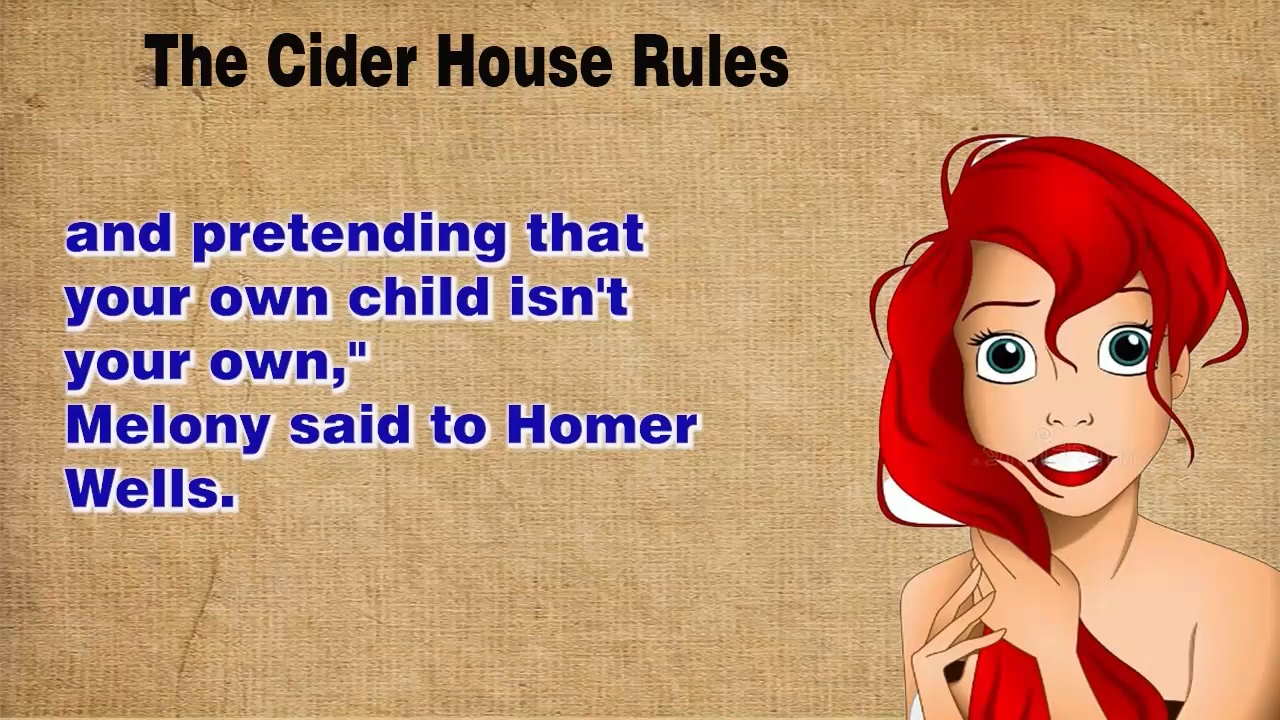 The Cider House Rules
and pretending that
your own child isn't
your own,"
Melony said to Homer
Wells.